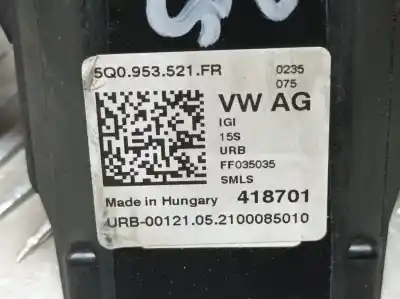 5Q0.953.521.FR
0235
075
VW AG
IGI
15S
URB
FF035035
SMLS
Made in Hungary 418701
URB-00121.05.2100085010